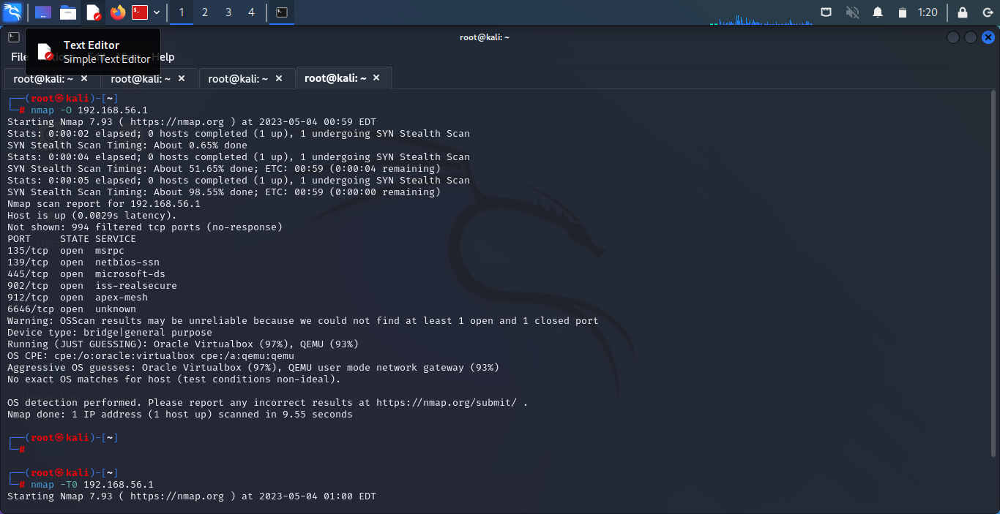 1 2 3 4 1:20
root@kali: ~
Text Editor
Simple Text Editor
File Help
root@kali: ~ root@kali: ~ root@kali: ~ root@kali: ~
┌──(root㉿kali)-[~]
└─# nmap -O 192.168.56.1
Starting Nmap 7.93 ( https://nmap.org ) at 2023-05-04 00:59 EDT
Stats: 0:00:02 elapsed; 0 hosts completed (1 up), 1 undergoing SYN Stealth Scan
SYN Stealth Scan Timing: About 0.65% done
Stats: 0:00:04 elapsed; 0 hosts completed (1 up), 1 undergoing SYN Stealth Scan
SYN Stealth Scan Timing: About 51.65% done; ETC: 00:59 (0:00:04 remaining)
Stats: 0:00:05 elapsed; 0 hosts completed (1 up), 1 undergoing SYN Stealth Scan
SYN Stealth Scan Timing: About 98.55% done; ETC: 00:59 (0:00:00 remaining)
Nmap scan report for 192.168.56.1
Host is up (0.0029s latency).
Not shown: 994 filtered tcp ports (no-response)
PORT STATE SERVICE
135/tcp open msrpc
139/tcp open netbios-ssn
445/tcp open microsoft-ds
902/tcp open iss-realsecure
912/tcp open apex-mesh
6646/tcp open unknown
Warning: OSScan results may be unreliable because we could not find at least 1 open and 1 closed port
Device type: bridge|general purpose
Running (JUST GUESSING): Oracle Virtualbox (97%), QEMU (93%)
OS CPE: cpe:/o:oracle:virtualbox cpe:/a:qemu:qemu
Aggressive OS guesses: Oracle Virtualbox (97%), QEMU user mode network gateway (93%)
No exact OS matches for host (test conditions non-ideal).
OS detection performed. Please report any incorrect results at https://nmap.org/submit/ .
Nmap done: 1 IP address (1 host up) scanned in 9.55 seconds
┌──(root㉿kali)-[~]
└─#
┌──(root㉿kali)-[~]
└─# nmap -T0 192.168.56.1
Starting Nmap 7.93 ( https://nmap.org ) at 2023-05-04 01:00 EDT